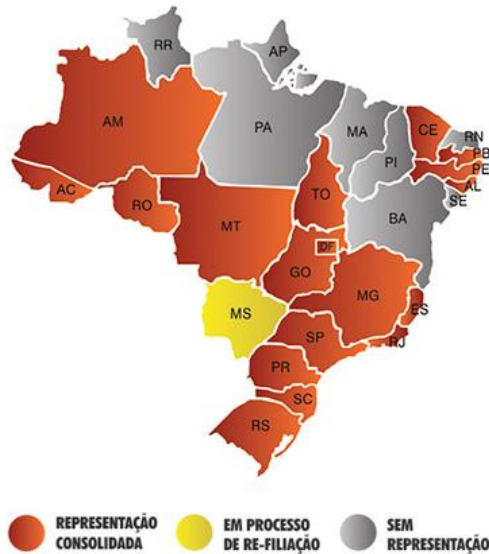 RR
AP
AM
PA
MA
CE
RN
PB
PE
AL
SE
PI
AC
RO
TO
BA
MT
DF
GO
MG
ES
MS
SP
RJ
PR
SC
RS
REPRESENTAÇÃO
CONSOLIDADA
EM PROCESSO
DE RE-FILIAÇÃO
SEM
REPRESENTAÇÃO